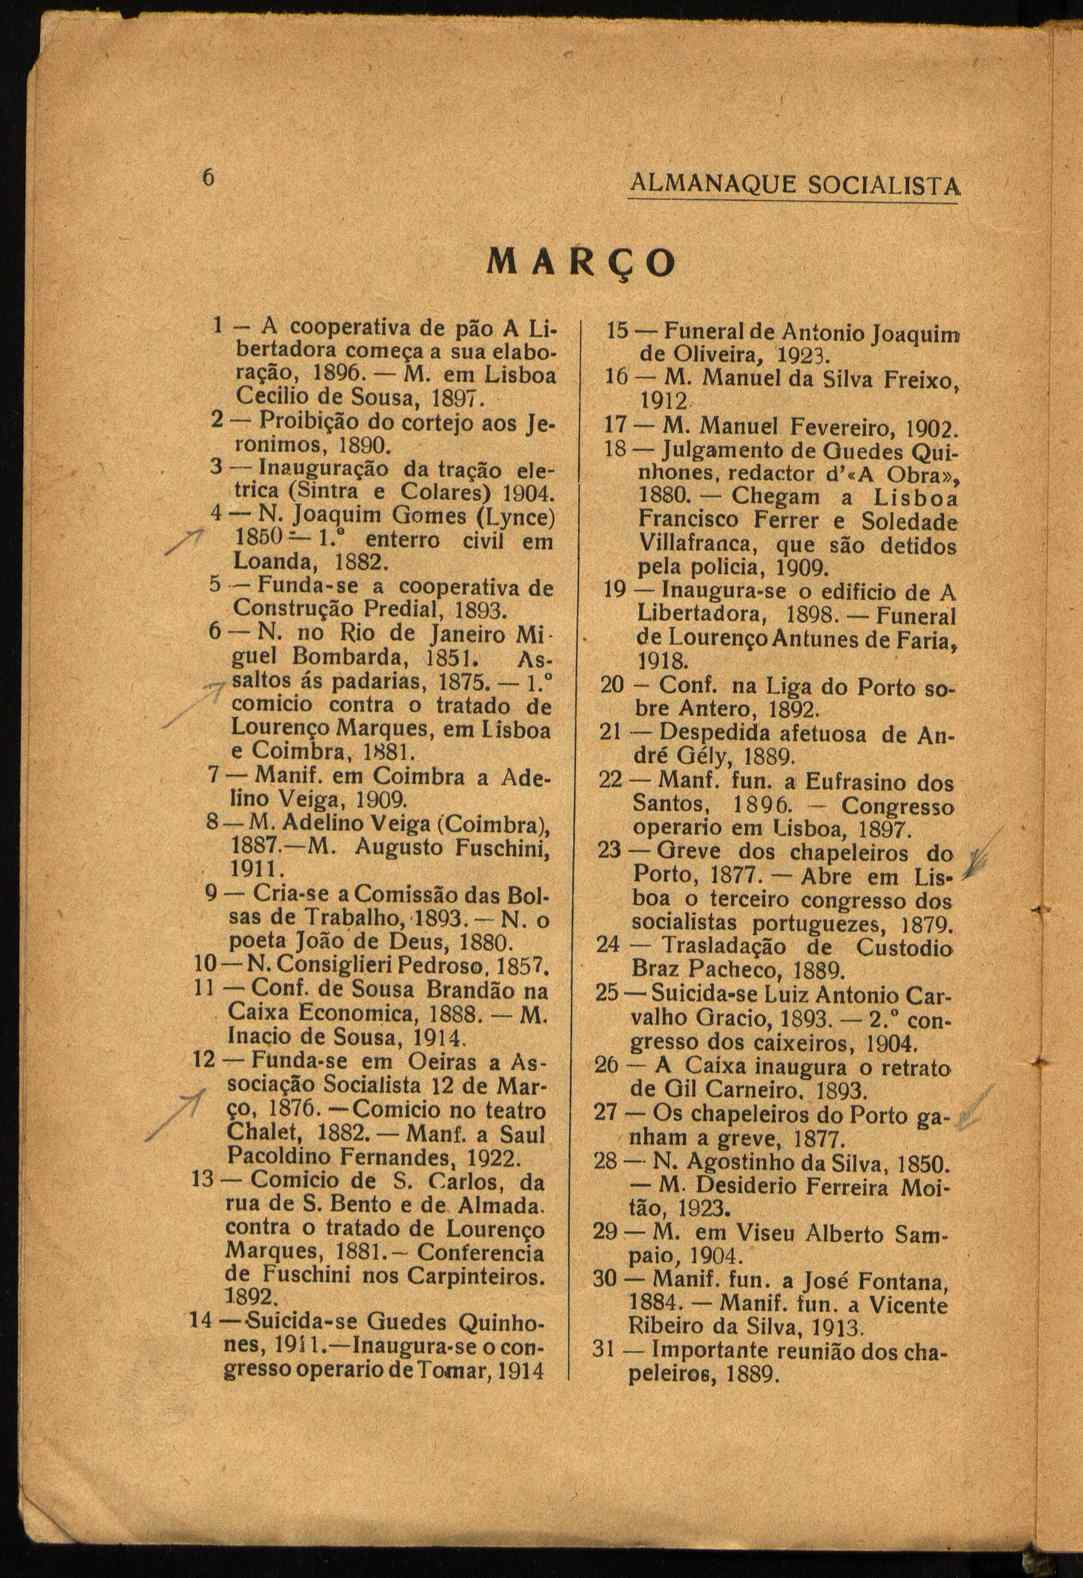 6
ALMANAQUE SOCIALISTA
MARÇO
1 — A cooperativa de pão A Li-
bertadora começa a sua elabo-
ração, 1896. — M. em Lisboa
Cecilio de Sousa, 1897.
2 — Proibição do cortejo aos Je-
ronimos, 1890.
3 — Inauguração da tração ele-
trica (Sintra e Colares) 1904.
4 — N. Joaquim Gomes (Lynce)
1850 — 1.º enterro civil em
Loanda, 1882.
5 — Funda-se a cooperativa de
Construção Predial, 1893.
6 — N. no Rio de Janeiro Mi-
guel Bombarda, 1851. As-
saltos ás padarias, 1875. — 1.º
comicio contra o tratado de
Lourenço Marques, em Lisboa
e Coimbra, 1881.
7 — Manif. em Coimbra a Ade-
lino Veiga, 1909.
8 — M. Adelino Veiga (Coimbra),
1887.—M. Augusto Fuschini,
1911.
9 — Cria-se a Comissão das Bol-
sas de Trabalho, 1893. — N. o
poeta João de Deus, 1880.
10 — N. Consiglieri Pedroso, 1857.
11 — Conf. de Sousa Brandão na
Caixa Economica, 1888. — M.
Inacio de Sousa, 1914.
12 — Funda-se em Oeiras a As-
sociação Socialista 12 de Mar-
ço, 1876. — Comicio no teatro
Chalet, 1882. — Manf. a Saul
Pacoldino Fernandes, 1922.
13 — Comicio de S. Carlos, da
rua de S. Bento e de Almada.
contra o tratado de Lourenço
Marques, 1881. — Conferencia
de Fuschini nos Carpinteiros.
1892.
14 — Suicida-se Guedes Quinho-
nes, 1911.—Inaugura-se o con-
gresso operario de Tomar, 1914
15 — Funeral de Antonio Joaquim
de Oliveira, 1923.
16 — M. Manuel da Silva Freixo,
1912
17 — M. Manuel Fevereiro, 1902.
18 — Julgamento de Guedes Qui-
nhones, redactor d'«A Obra»,
1880. — Chegam a Lisboa
Francisco Ferrer e Soledade
Villafranca, que são detidos
pela policia, 1909.
19 — Inaugura-se o edificio de A
Libertadora, 1898. — Funeral
de Lourenço Antunes de Faria,
1918.
20 — Conf. na Liga do Porto so-
bre Antero, 1892.
21 — Despedida afetuosa de An-
dré Gély, 1889.
22 — Manf. fun. a Eufrasino dos
Santos, 1896. — Congresso
operario em Lisboa, 1897.
23 — Greve dos chapeleiros do
Porto, 1877. — Abre em Lis-
boa o terceiro congresso dos
socialistas portuguezes, 1879.
24 — Trasladação de Custodio
Braz Pacheco, 1889.
25 — Suicida-se Luiz Antonio Car-
valho Gracio, 1893. — 2.º con-
gresso dos caixeiros, 1904.
26 — A Caixa inaugura o retrato
de Gil Carneiro. 1893.
27 — Os chapeleiros do Porto ga-
nham a greve, 1877.
28 — N. Agostinho da Silva, 1850.
— M. Desiderio Ferreira Moi-
tão, 1923.
29 — M. em Viseu Alberto Sam-
paio, 1904.
30 — Manif. fun. a José Fontana,
1884. — Manif. fun. a Vicente
Ribeiro da Silva, 1913.
31 — Importante reunião dos cha-
peleiros, 1889.